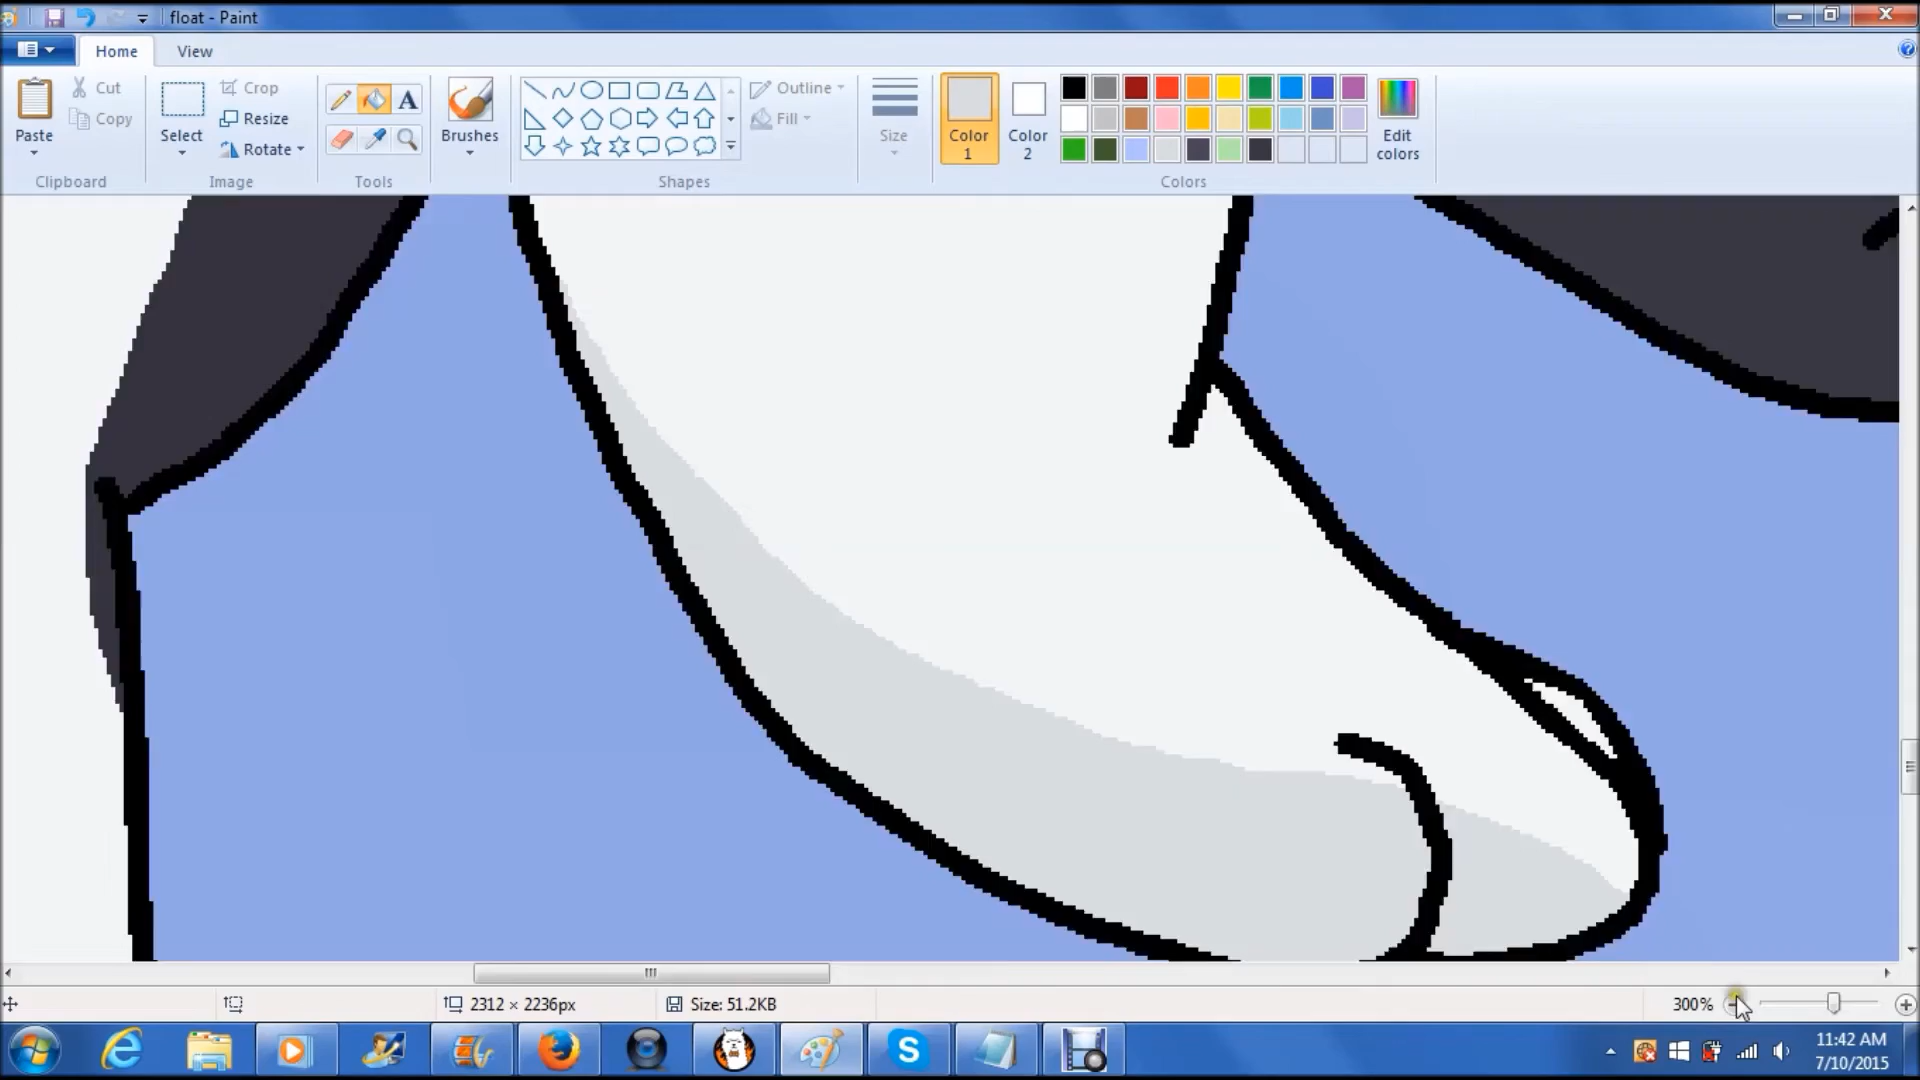 float - Paint
Home View
Cut
Copy
Paste
Clipboard
Crop
Resize
Rotate
Select
Image
A
Tools
Brushes
Shapes
Outline
Fill
Size
Color 1
Color 2
Edit colors
Colors
2312 × 2236px
Size: 51.2KB
300%
11:42 AM
7/10/2015